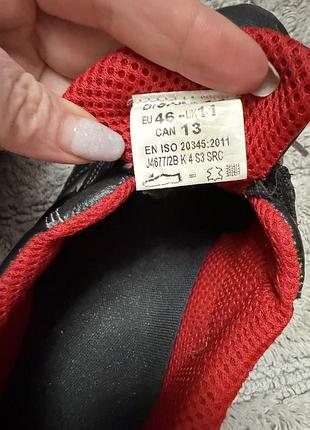 EU 46 - UK 11
CAN 13
EN ISO 20345:2011
J4677/2B K 4 S3 SRC